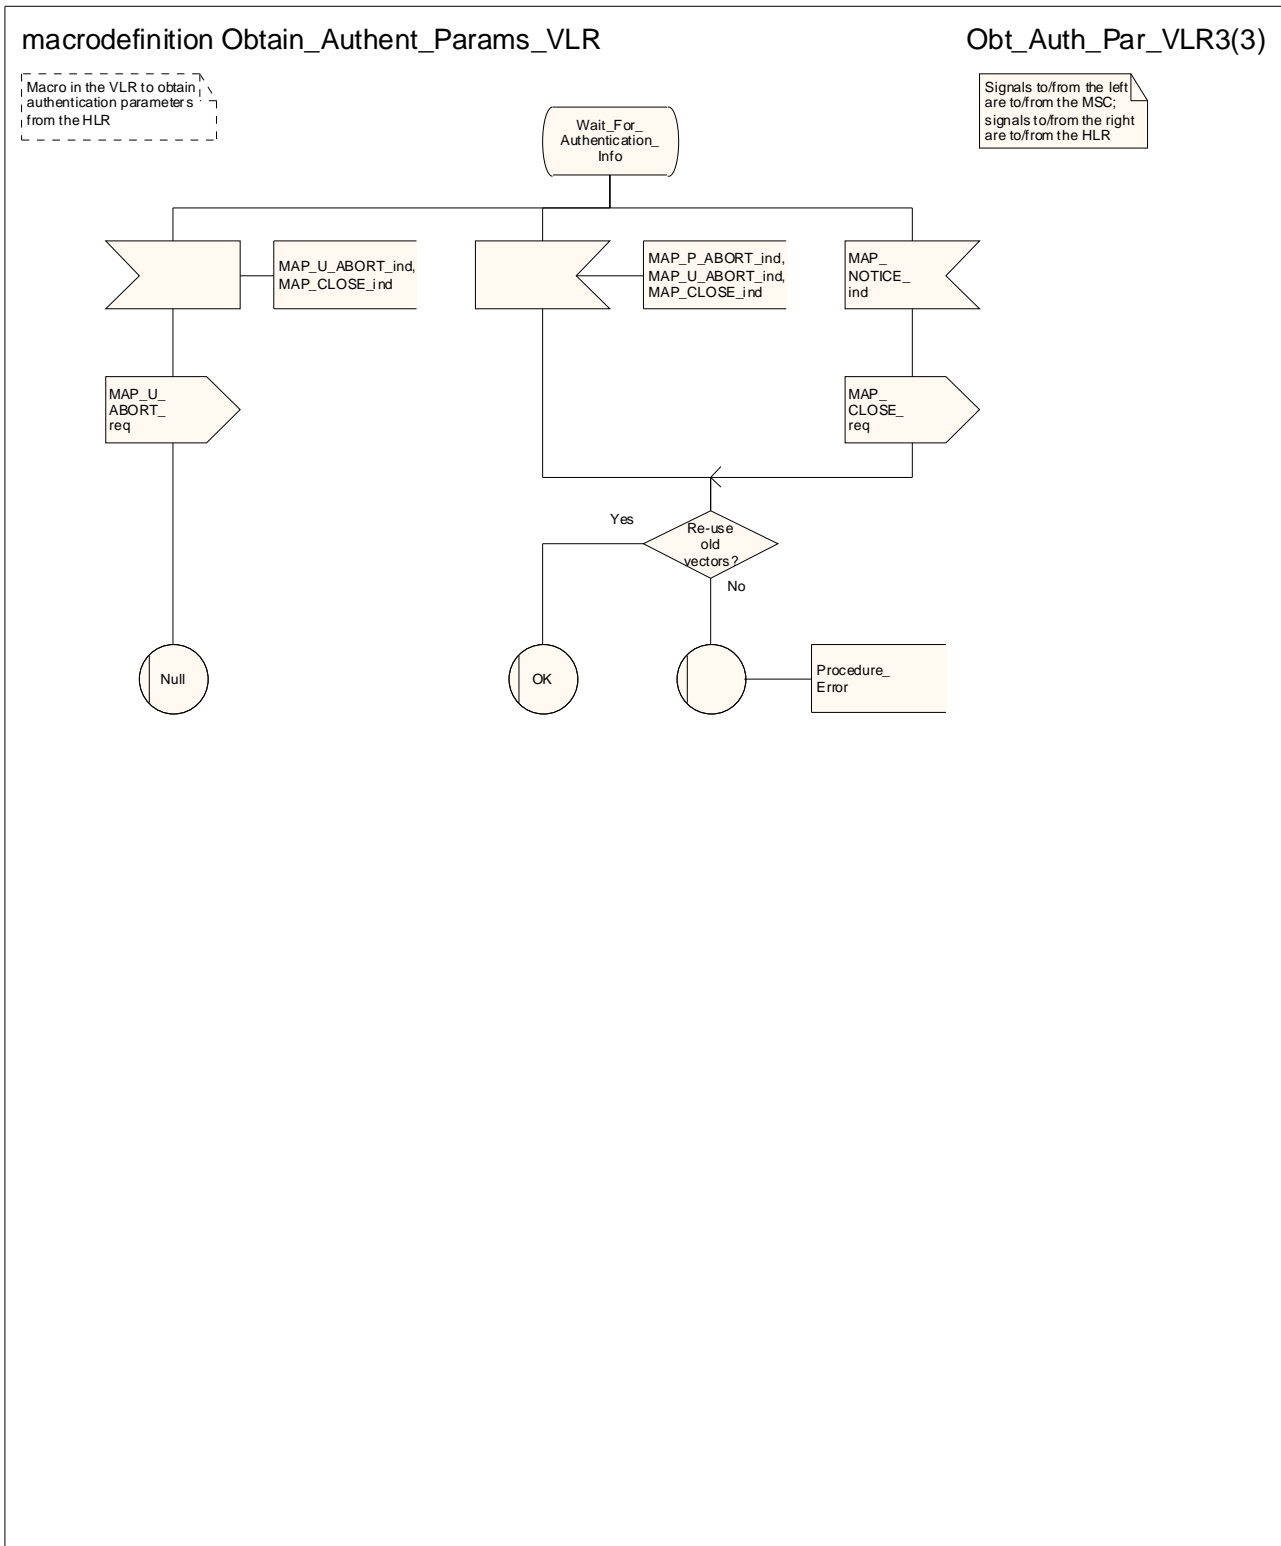 macrodefinition Obtain_Authent_Params_VLR
Obt_Auth_Par_VLR3(3)
Macro in the VLR to obtain
authentication parameters
from the HLR
Signals to/from the left
are to/from the MSC;
signals to/from the right
are to/from the HLR
Wait_For_
Authentication_
Info
MAP_U_ABORT_ind,
MAP_CLOSE_ind
MAP_P_ABORT_ind,
MAP_U_ABORT_ind,
MAP_CLOSE_ind
MAP_
NOTICE_
ind
MAP_U_
ABORT_
req
MAP_
CLOSE_
req
Yes
Re-use
old
vectors?
No
Null
OK
Procedure_
Error